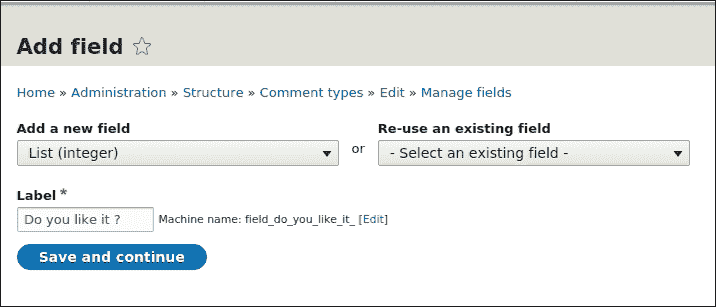 Add field
Home » Administration » Structure » Comment types » Edit » Manage fields
Add a new field
List (integer)
or
Re-use an existing field
- Select an existing field -
Label *
Do you like it ?
Machine name: field_do_you_like_it_ [Edit]
Save and continue